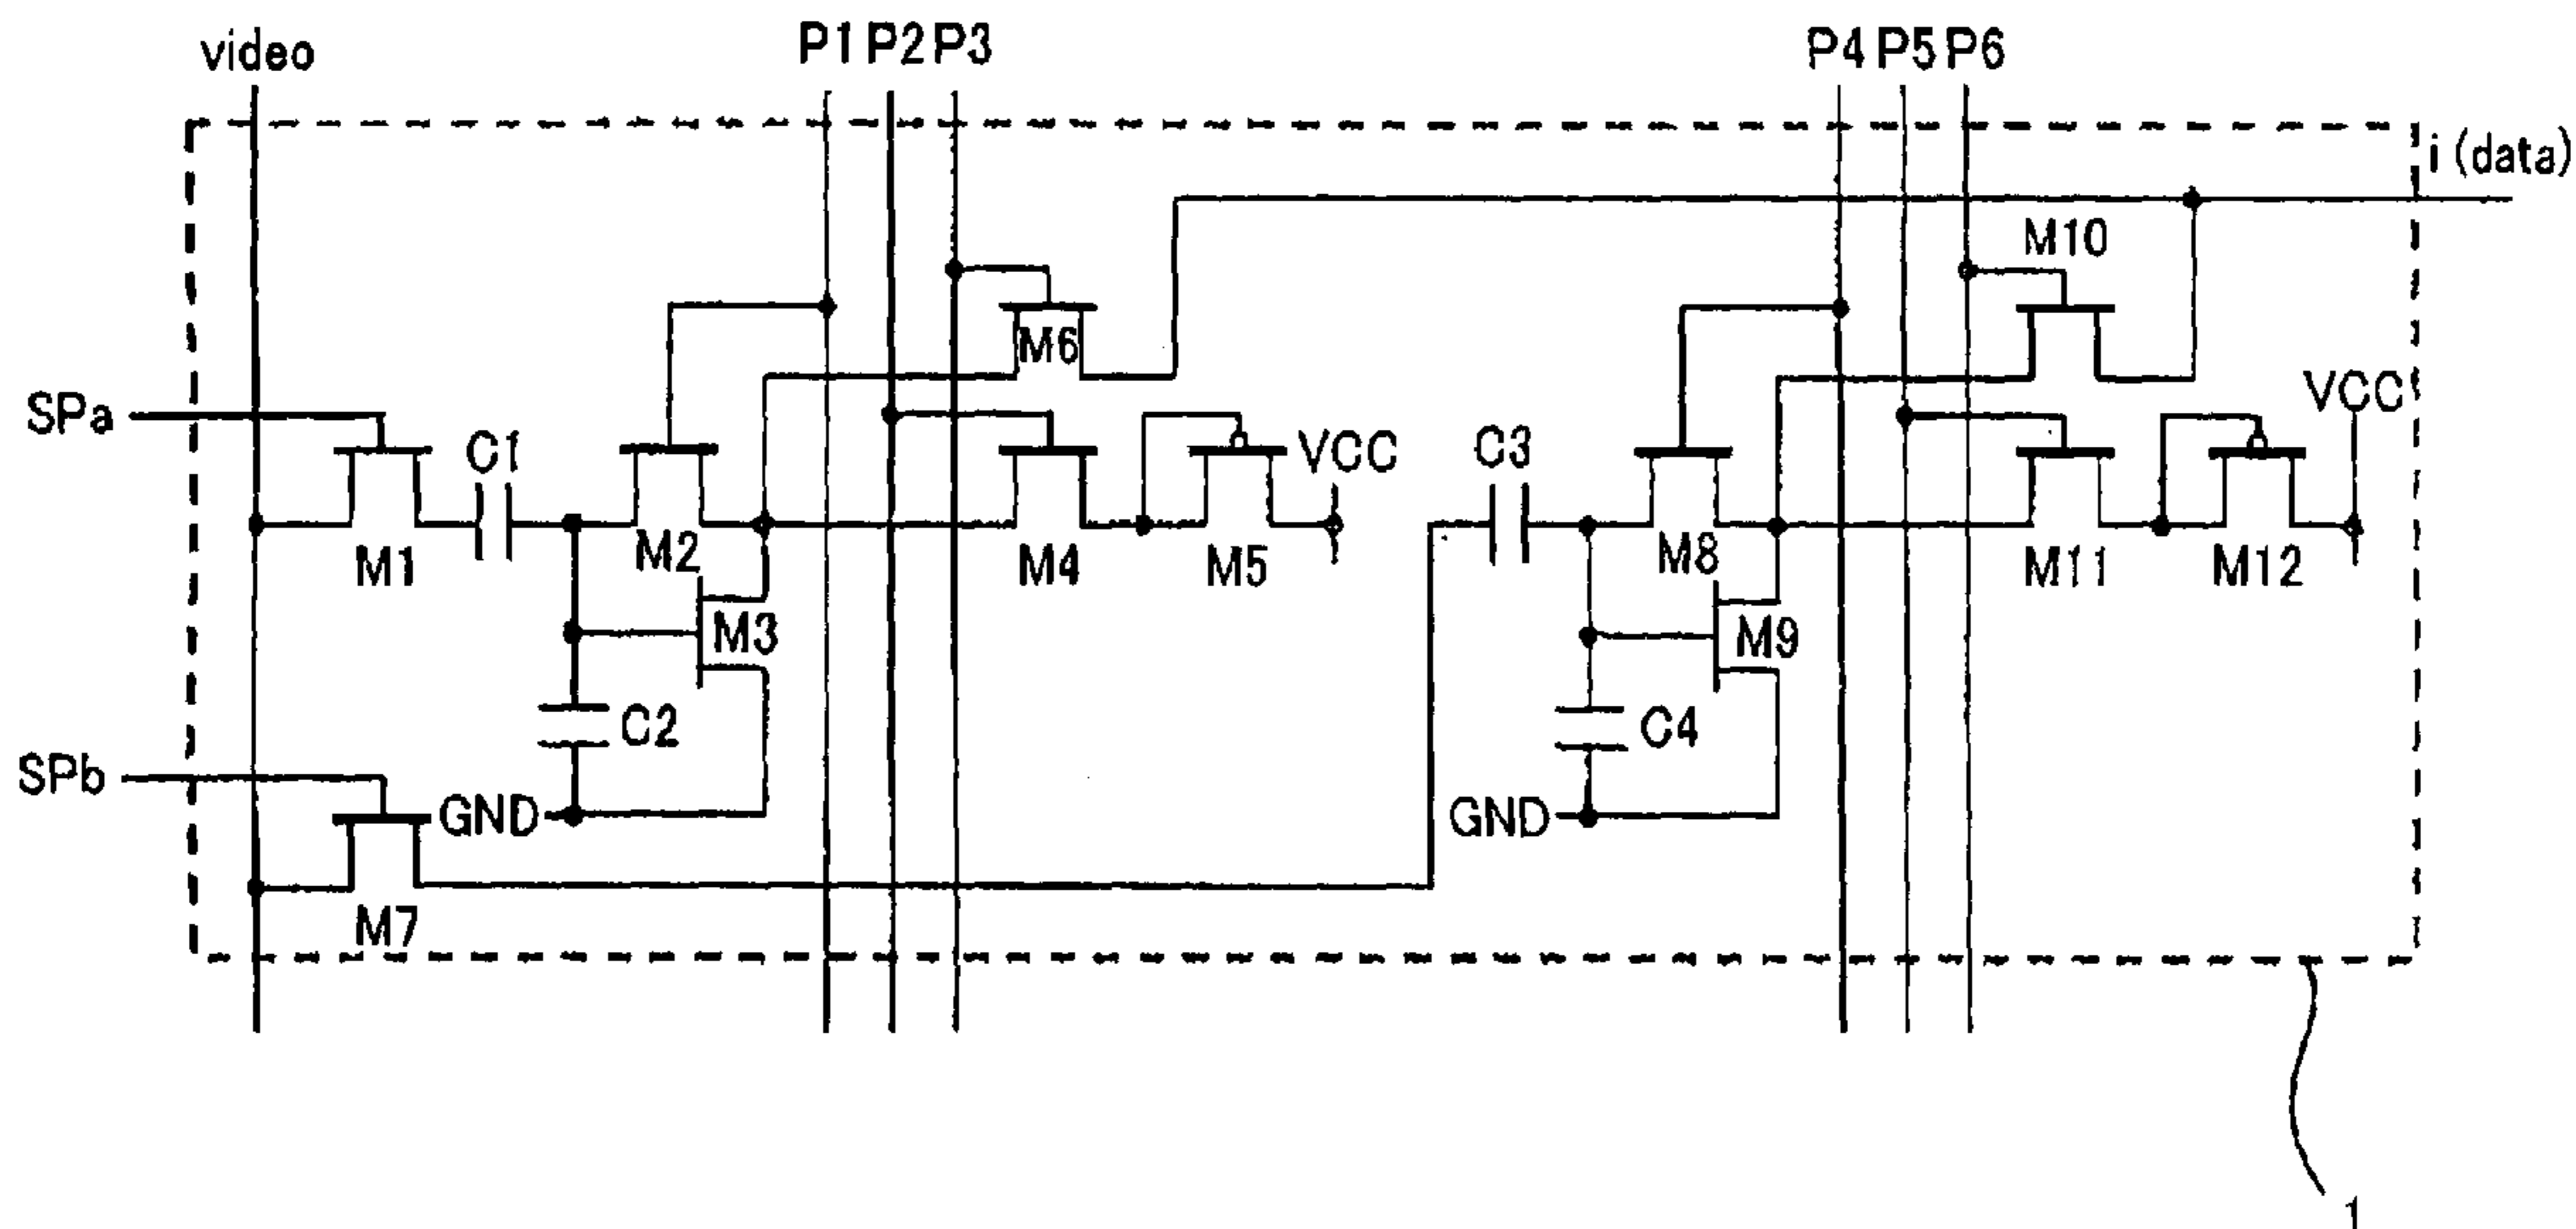 video P1 P2 P3 P4 P5 P6
i (data)
M10
M6
VCC
SPa
C1 VCC C3
M1 M2 M4 M5 M8 M11 M12
M3 M9
C2 C4
SPb
GND GND
M7
1